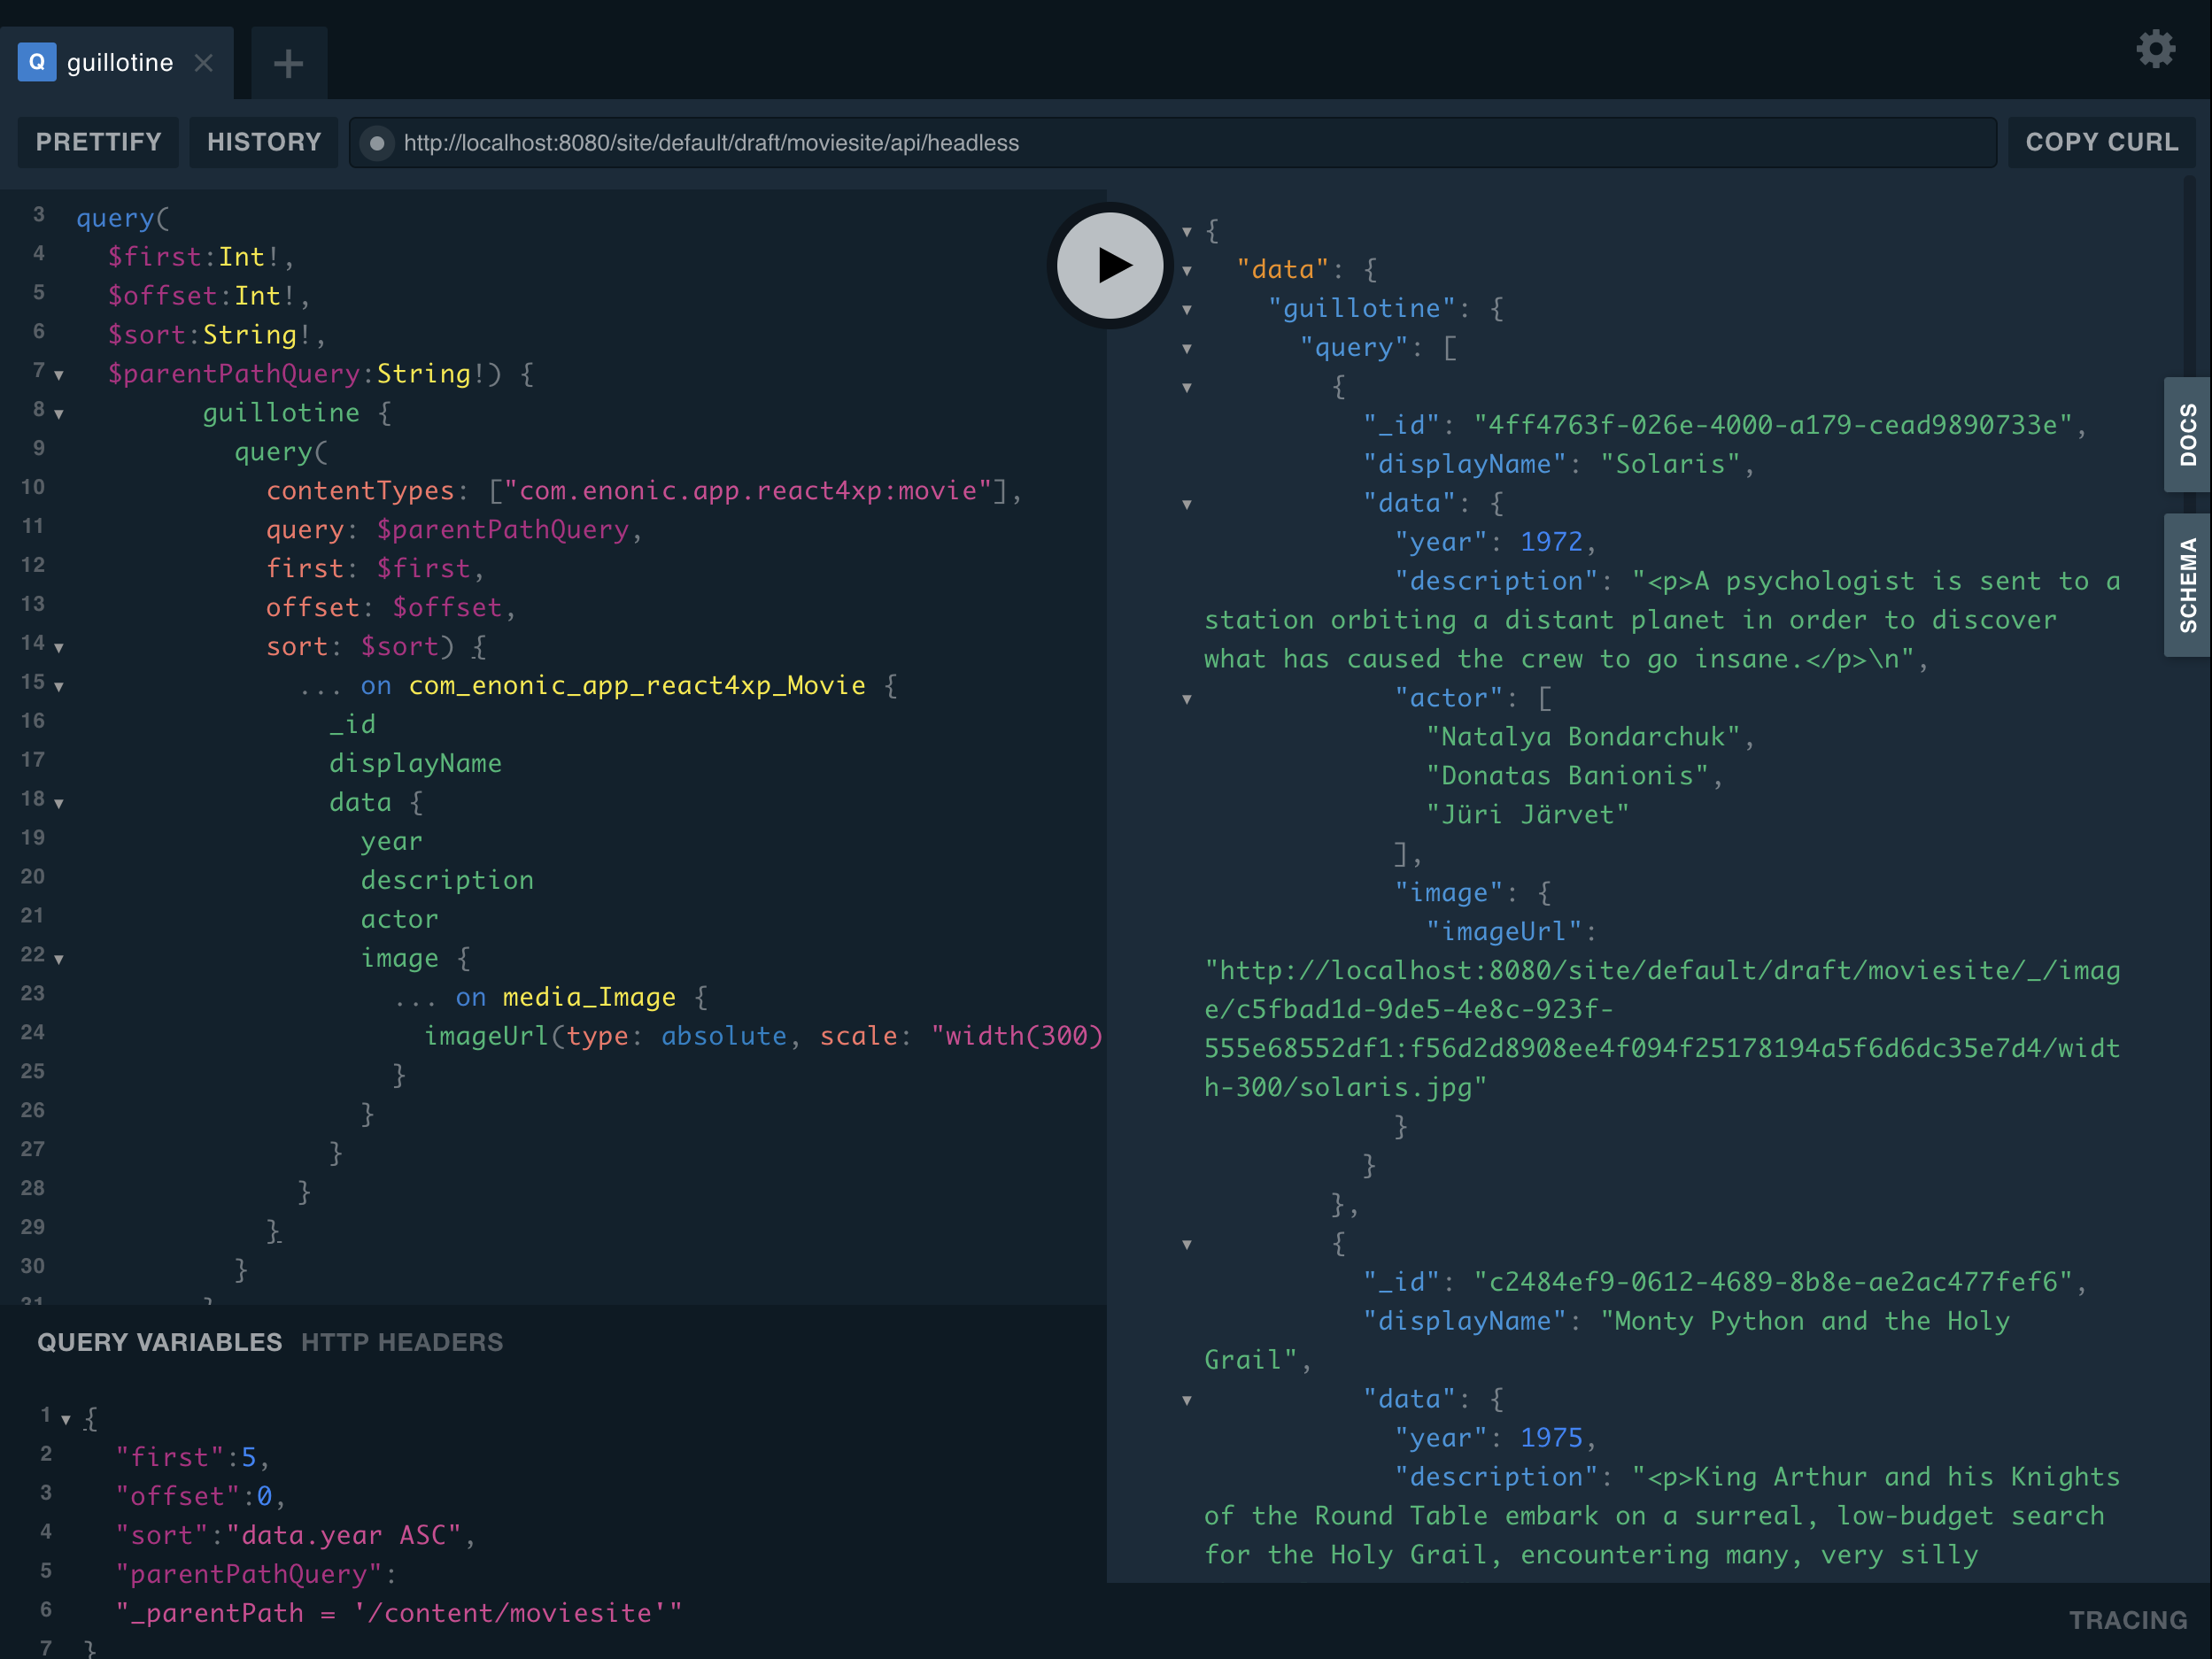 Q guillotine
PRETTIFY HISTORY http://localhost:8080/site/default/draft/moviesite/api/headless COPY CURL
3 query(
4 $first:Int!,
5 $offset:Int!,
6 $sort:String!,
7 $parentPathQuery:String!) {
8 guillotine {
9 query(
10 contentTypes: ["com.enonic.app.react4xp:movie"],
11 query: $parentPathQuery,
12 first: $first,
13 offset: $offset,
14 sort: $sort) {
15 ... on com_enonic_app_react4xp_Movie {
16 _id
17 displayName
18 data {
19 year
20 description
21 actor
22 image {
23 ... on media_Image {
24 imageUrl(type: absolute, scale: "width(300)
25 }
26 }
27 }
28 }
29 }
30 }
31 }
QUERY VARIABLES HTTP HEADERS
1 {
2 "first":5,
3 "offset":0,
4 "sort":"data.year ASC",
5 "parentPathQuery":
6 "_parentPath = '/content/moviesite'"
7 }
{
"data": {
"guillotine": {
"query": [
{
"_id": "4ff4763f-026e-4000-a179-cead9890733e",
"displayName": "Solaris",
"data": {
"year": 1972,
"description": "<p>A psychologist is sent to a
station orbiting a distant planet in order to discover
what has caused the crew to go insane.</p>\n",
"actor": [
"Natalya Bondarchuk",
"Donatas Banionis",
"Jüri Järvet"
],
"image": {
"imageUrl":
"http://localhost:8080/site/default/draft/moviesite/_/imag
e/c5fbad1d-9de5-4e8c-923f-
555e68552df1:f56d2d8908ee4f094f25178194a5f6d6dc35e7d4/widt
h-300/solaris.jpg"
}
}
},
{
"_id": "c2484ef9-0612-4689-8b8e-ae2ac477fef6",
"displayName": "Monty Python and the Holy
Grail",
"data": {
"year": 1975,
"description": "<p>King Arthur and his Knights
of the Round Table embark on a surreal, low-budget search
for the Holy Grail, encountering many, very silly
DOCS
SCHEMA
TRACING